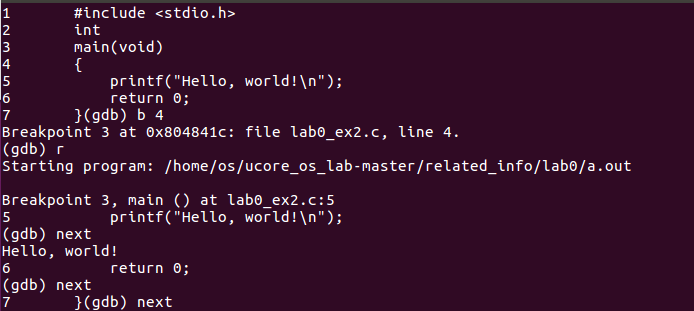 1       #include <stdio.h>
2       int
3       main(void)
4       {
5           printf("Hello, world!\n");
6           return 0;
7       }(gdb) b 4
Breakpoint 3 at 0x804841c: file lab0_ex2.c, line 4.
(gdb) r
Starting program: /home/os/ucore_os_lab-master/related_info/lab0/a.out

Breakpoint 3, main () at lab0_ex2.c:5
5           printf("Hello, world!\n");
(gdb) next
Hello, world!
6           return 0;
(gdb) next
7       }(gdb) next